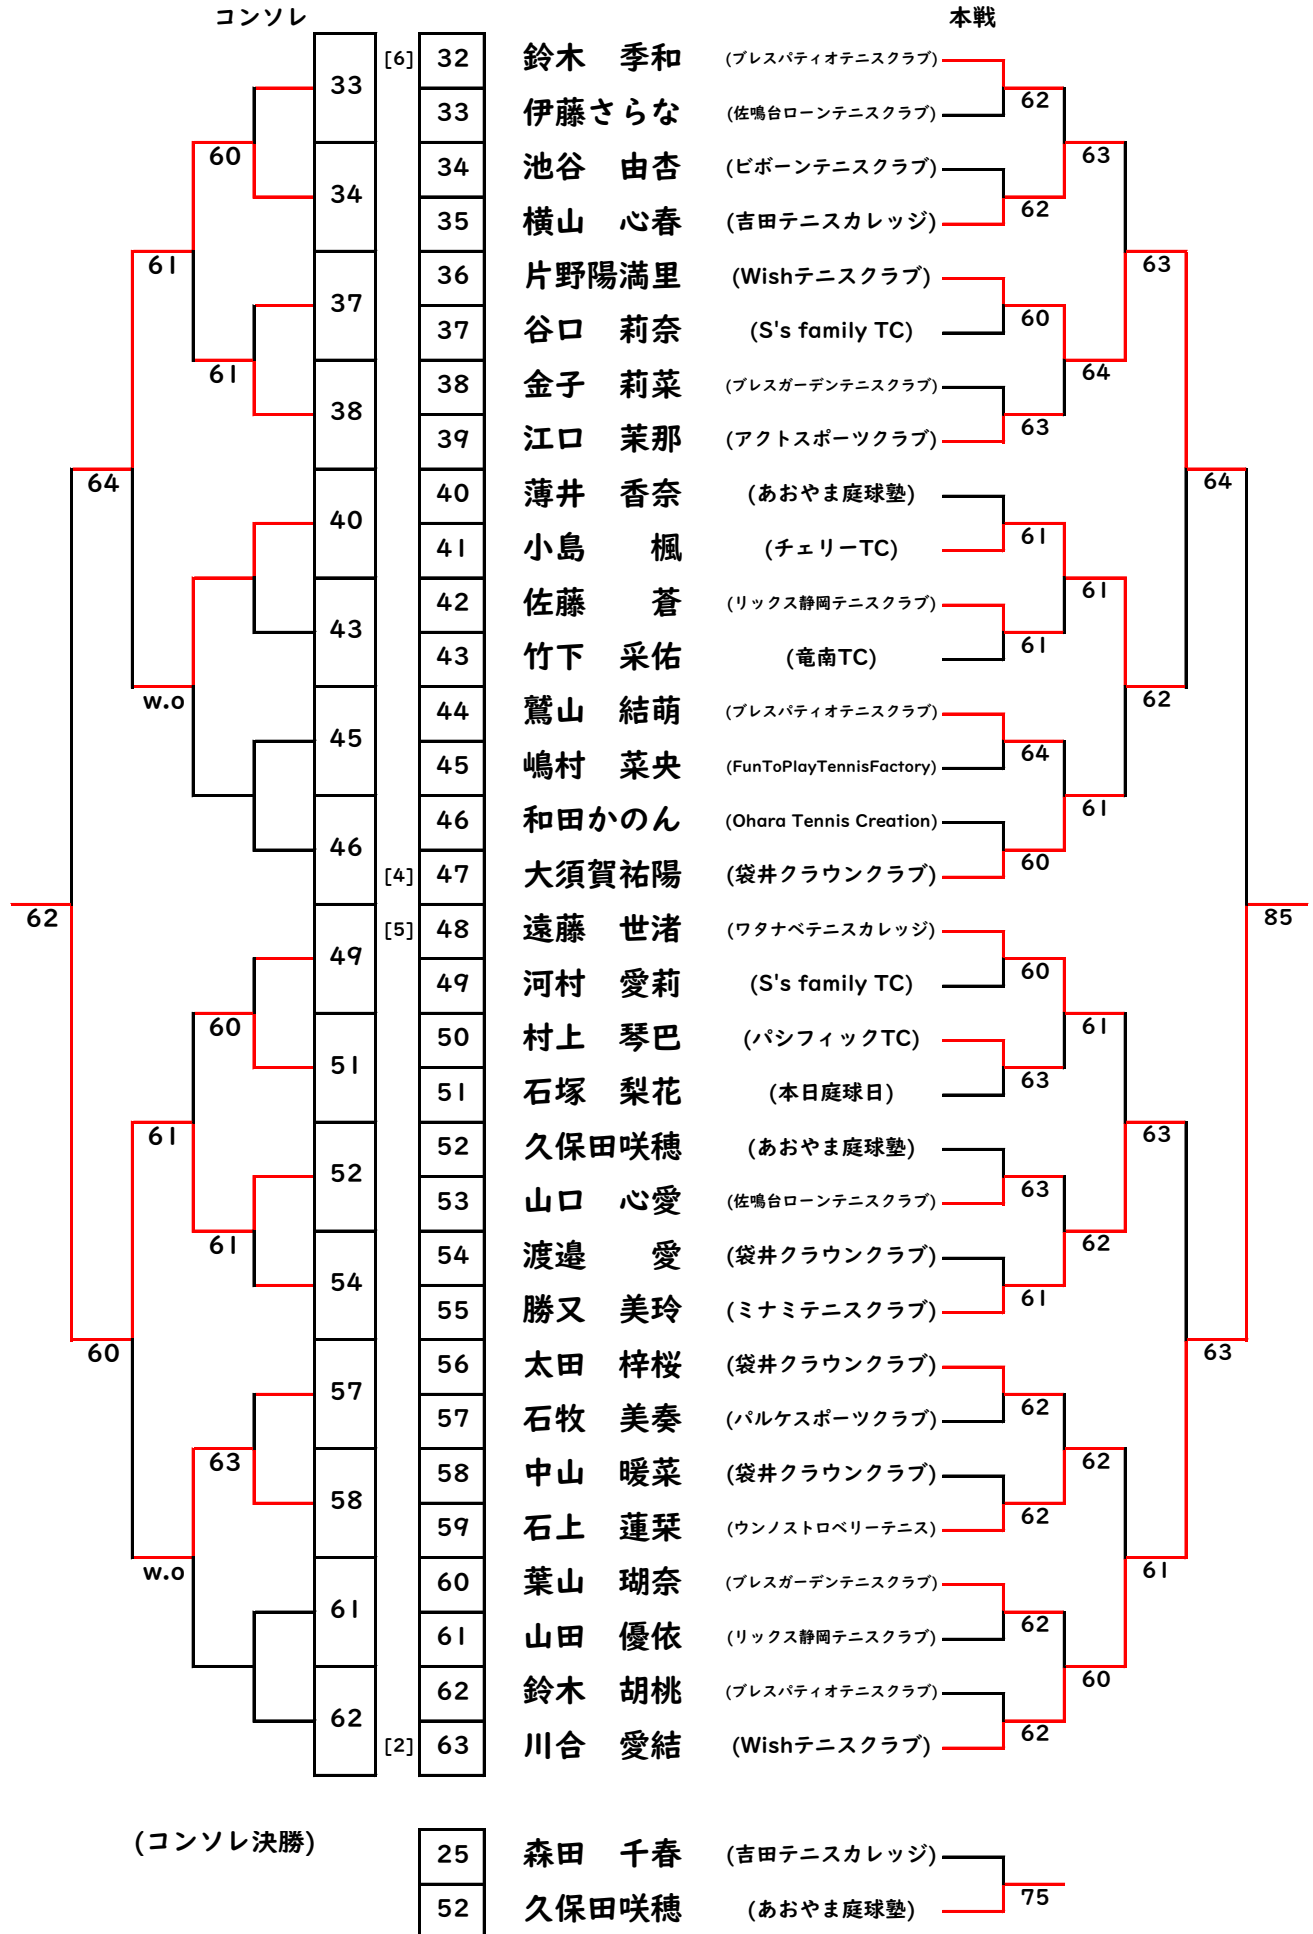 コンソレ 本戦
33 [6] 32 鈴木 季和 (ブレスパティオテニスクラブ)
33 伊藤さらな (佐鳴台ローンテニスクラブ) 62
60 34 池谷 由杏 (ビボーンテニスクラブ) 63
34 35 横山 心春 (吉田テニスカレッジ) 62
61 36 片野陽満里 (Wishテニスクラブ) 63
37 37 谷口 莉奈 (S's family TC) 60
61 38 金子 莉菜 (ブレスガーデンテニスクラブ) 64
38 39 江口 茉那 (アクトスポーツクラブ) 63
64 40 薄井 香奈 (あおやま庭球塾) 64
40 41 小島 楓 (チェリーTC) 61
42 佐藤 蒼 (リックス静岡テニスクラブ) 61
43 43 竹下 采佑 (竜南TC) 61
w.o 44 鷲山 結萌 (ブレスパティオテニスクラブ) 62
45 45 嶋村 菜央 (FunToPlayTennisFactory) 64
46 和田かのん (Ohara Tennis Creation) 61
46 [4] 47 大須賀祐陽 (袋井クラウンクラブ) 60
62 [5] 48 遠藤 世渚 (ワタナベテニスカレッジ) 85
49 49 河村 愛莉 (S's family TC) 60
60 50 村上 琴巴 (パシフィックTC) 61
51 51 石塚 梨花 (本日庭球日) 63
61 52 久保田咲穂 (あおやま庭球塾) 63
52 53 山口 心愛 (佐鳴台ローンテニスクラブ) 63
61 54 渡邉 愛 (袋井クラウンクラブ) 62
54 55 勝又 美玲 (ミナミテニスクラブ) 61
60 56 太田 梓桜 (袋井クラウンクラブ) 63
57 57 石牧 美奏 (パルケスポーツクラブ) 62
63 58 中山 暖菜 (袋井クラウンクラブ) 62
58 59 石上 蓮栞 (ウンノストロベリーテニス) 62
w.o 60 葉山 瑚奈 (ブレスガーデンテニスクラブ) 61
61 61 山田 優依 (リックス静岡テニスクラブ) 62
62 鈴木 胡桃 (ブレスパティオテニスクラブ) 60
62 [2] 63 川合 愛結 (Wishテニスクラブ) 62
(コンソレ決勝) 25 森田 千春 (吉田テニスカレッジ)
52 久保田咲穂 (あおやま庭球塾) 75